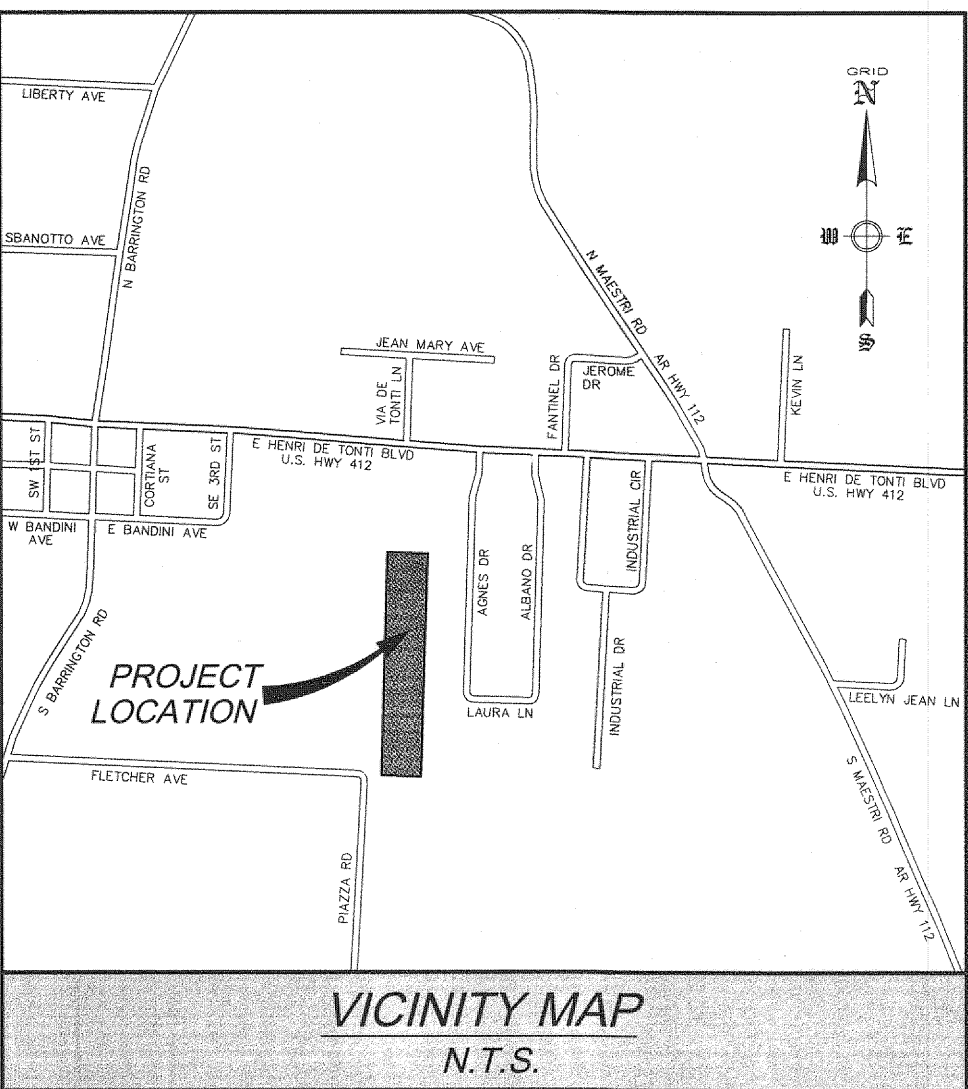 LIBERTY AVE
SBANOTTO AVE
N BARRINGTON RD
GRID
N
W
E
S
N MAESTRI RD
AR HWY 112
JEAN MARY AVE
VIA DE
TONTI LN
FANTINEL DR
JEROME
DR
KEVIN LN
SW 1ST ST
CORTIANA
ST
SE 3RD ST
E HENRI DE TONTI BLVD
U.S. HWY 412
E HENRI DE TONTI BLVD
U.S. HWY 412
W BANDINI
AVE
E BANDINI AVE
INDUSTRIAL CIR
AGNES DR
ALBANO DR
S BARRINGTON RD
PROJECT
LOCATION
INDUSTRIAL DR
LAURA LN
LEELYN JEAN LN
FLETCHER AVE
S MAESTRI RD
AR HWY 112
PIAZZA RD
VICINITY MAP
N.T.S.